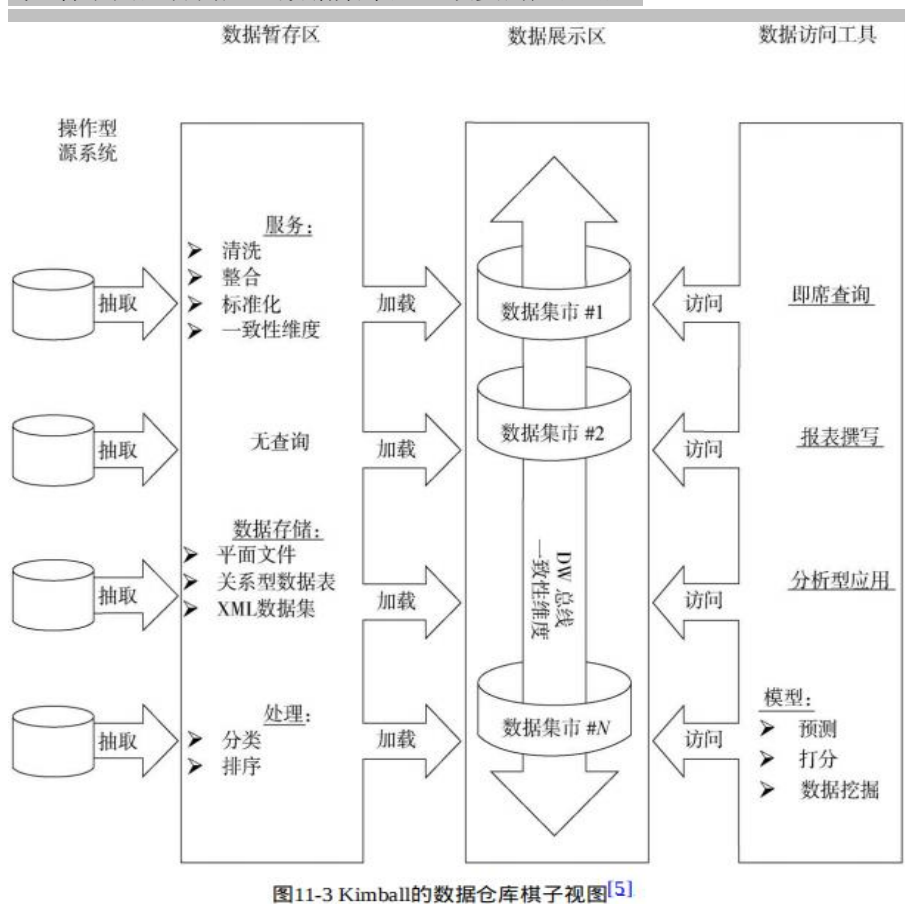 数据暂存区
数据展示区
数据访问工具
操作型
源系统
服务:
➢ 清洗
➢ 整合
➢ 标准化
➢ 一致性维度
抽取
加载
数据集市 #1
访问
即席查询
抽取
无查询
加载
数据集市 #2
访问
报表撰写
数据存储:
➢ 平面文件
➢ 关系型数据表
➢ XML数据集
抽取
加载
DW 总线
一致性维度
访问
分析型应用
处理:
➢ 分类
➢ 排序
抽取
加载
数据集市 #N
访问
模型:
➢ 预测
➢ 打分
➢ 数据挖掘
图11-3 Kimball的数据仓库棋子视图[5]